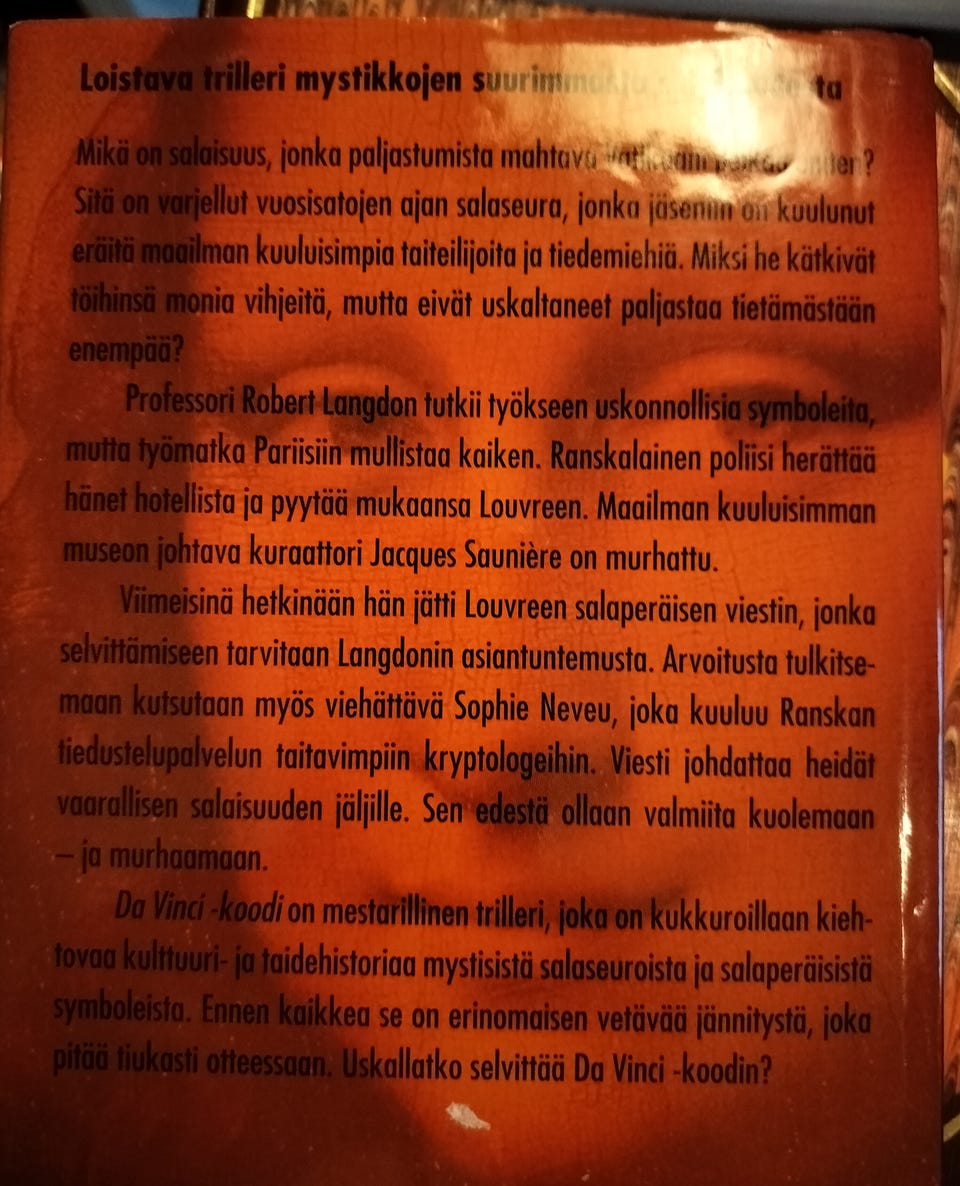 Loistava trilleri mystikkojen
Mikä on salaisuus, jonka paljastumista mahtava
Sitä on varjellut vuosisatojen ajan salaseura, jonka jäseniin on kuulunut
eräitä maailman kuuluisimpia taiteilijoita ja tiedemiehiä. Miksi he kätkivät
töihinsä monia vihjeitä, mutta eivät uskaltaneet paljastaa tietämästään
enempää?
Professori Robert Langdon tutkii työkseen uskonnollisia symboleita,
mutta työmatka Pariisiin mullistaa kaiken. Ranskalainen poliisi herättää
hänet hotellista ja pyytää mukaansa Louvreen. Maailman kuuluisimman
museon johtava kuraattori Jacques Saunière on murhattu.
Viimeisinä hetkinään hän jätti Louvreen salaperäisen viestin, jonka
selvittämiseen tarvitaan Langdonin asiantuntemusta. Arvoitusta tulkitse-
maan kutsutaan myös viehättävä Sophie Neveu, joka kuuluu Ranskan
tiedustelupalvelun taitavimpiin kryptologeihin. Viesti johdattaa heidät
vaarallisen salaisuuden jäljille. Sen edestä ollaan valmiita kuolemaan
– ja murhaamaan.
Da Vinci -koodi on mestarillinen trilleri, joka on kukkuroillaan kieh-
tovaa kulttuuri- ja taidehistoriaa mystisistä salaseuroista ja salaperäisistä
symboleista. Ennen kaikkea se on erinomaisen vetävää jännitystä, joka
pitää tiukasti otteessaan. Uskallatko selvittää Da Vinci -koodin?